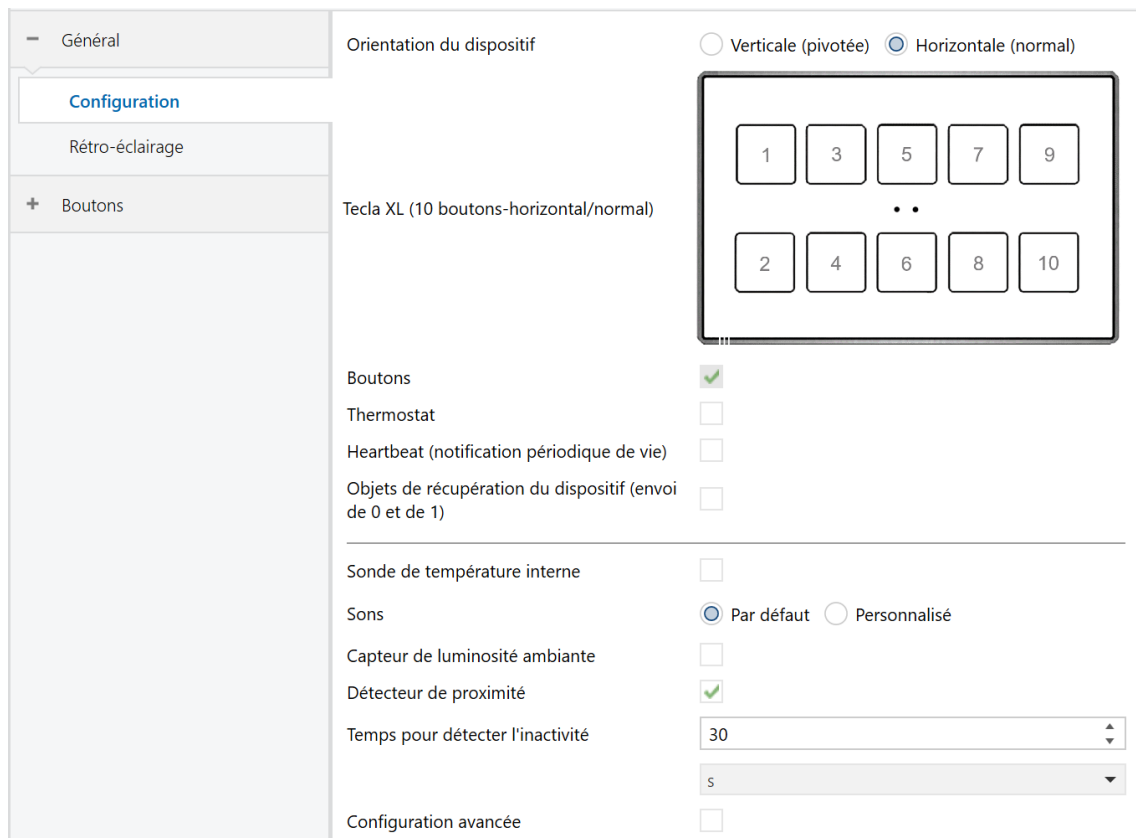 − Général
Configuration
Rétro-éclairage
+ Boutons
Orientation du dispositif
Verticale (pivotée) Horizontale (normal)
Tecla XL (10 boutons-horizontal/normal)
1 3 5 7 9
2 4 6 8 10
Boutons
Thermostat
Heartbeat (notification périodique de vie)
Objets de récupération du dispositif (envoi
de 0 et de 1)
Sonde de température interne
Sons
Par défaut Personnalisé
Capteur de luminosité ambiante
Détecteur de proximité
Temps pour détecter l'inactivité
30
s
Configuration avancée